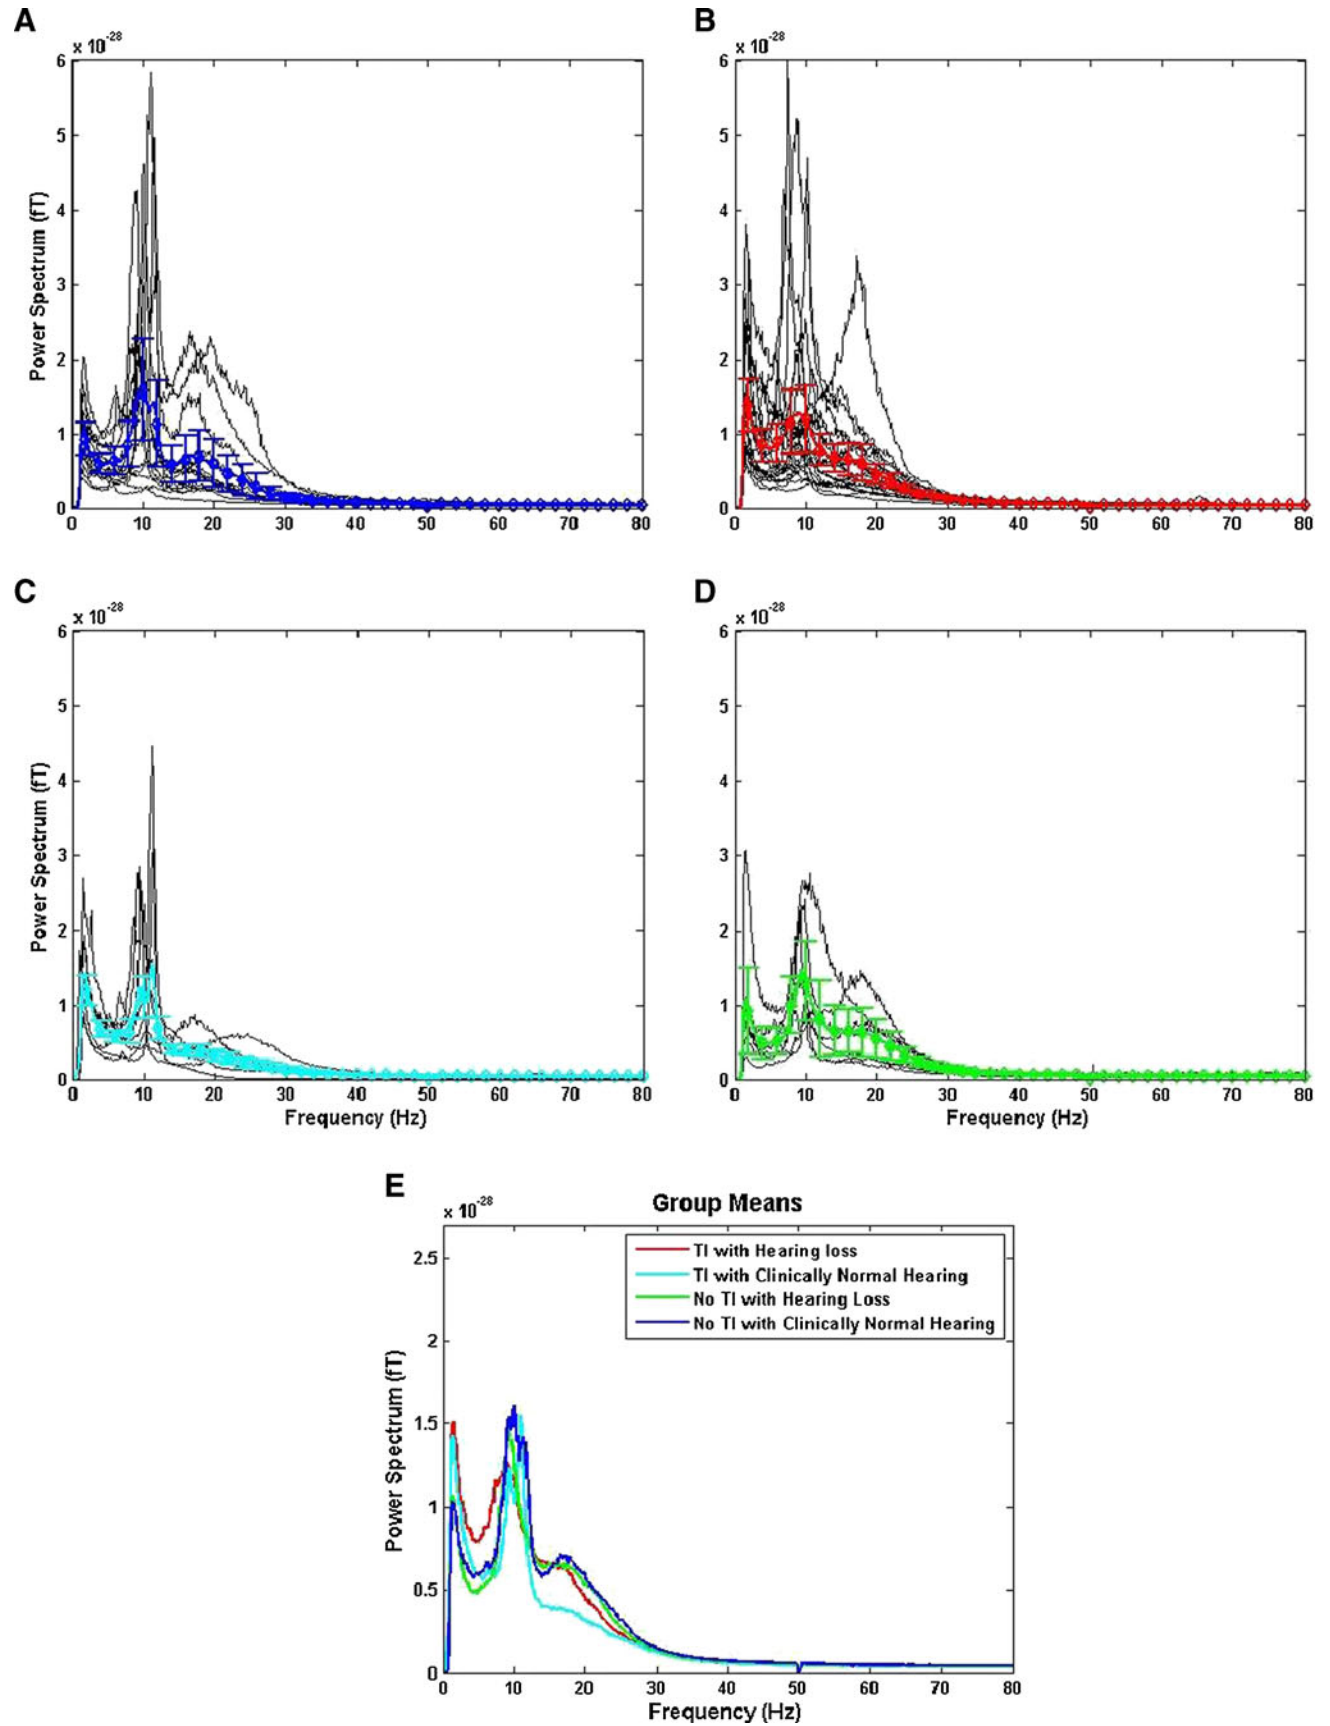 A
B
x 10-28
x 10-28
6
5
4
3
2
1
0
Power Spectrum (fT)
0 10 20 30 40 50 60 70 80
6
5
4
3
2
1
0
0 10 20 30 40 50 60 70 80
C
D
x 10-28
x 10-28
6
5
4
3
2
1
0
Power Spectrum (fT)
0 10 20 30 40 50 60 70 80
Frequency (Hz)
6
5
4
3
2
1
0
0 10 20 30 40 50 60 70 80
Frequency (Hz)
E
x 10-28
Group Means
TI with Hearing loss
TI with Clinically Normal Hearing
No TI with Hearing Loss
No TI with Clinically Normal Hearing
2.5
2
1.5
1
0.5
0
Power Spectrum (fT)
0 10 20 30 40 50 60 70 80
Frequency (Hz)